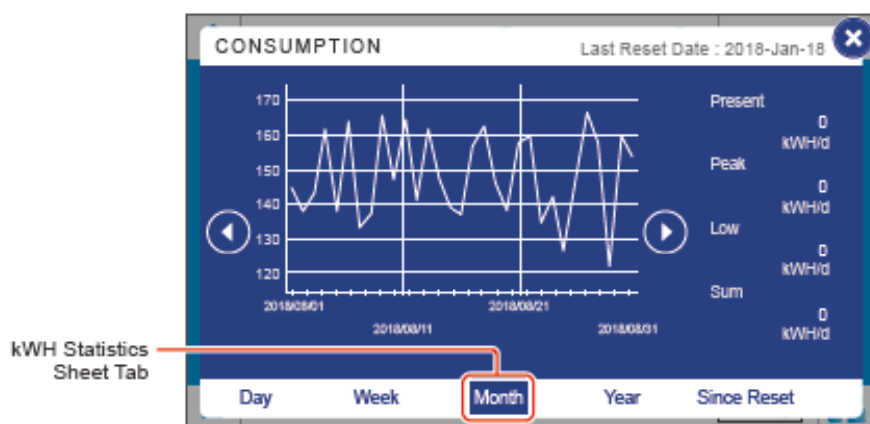 CONSUMPTION
Last Reset Date : 2018-Jan-18
170
160
150
140
130
120
2018/08/01
2018/08/21
2018/08/11
2018/08/31
Present
0
kWH/d
Peak
0
kWH/d
Low
0
kWH/d
Sum
0
kWH/d
kWH Statistics
Sheet Tab
Day Week Month Year Since Reset